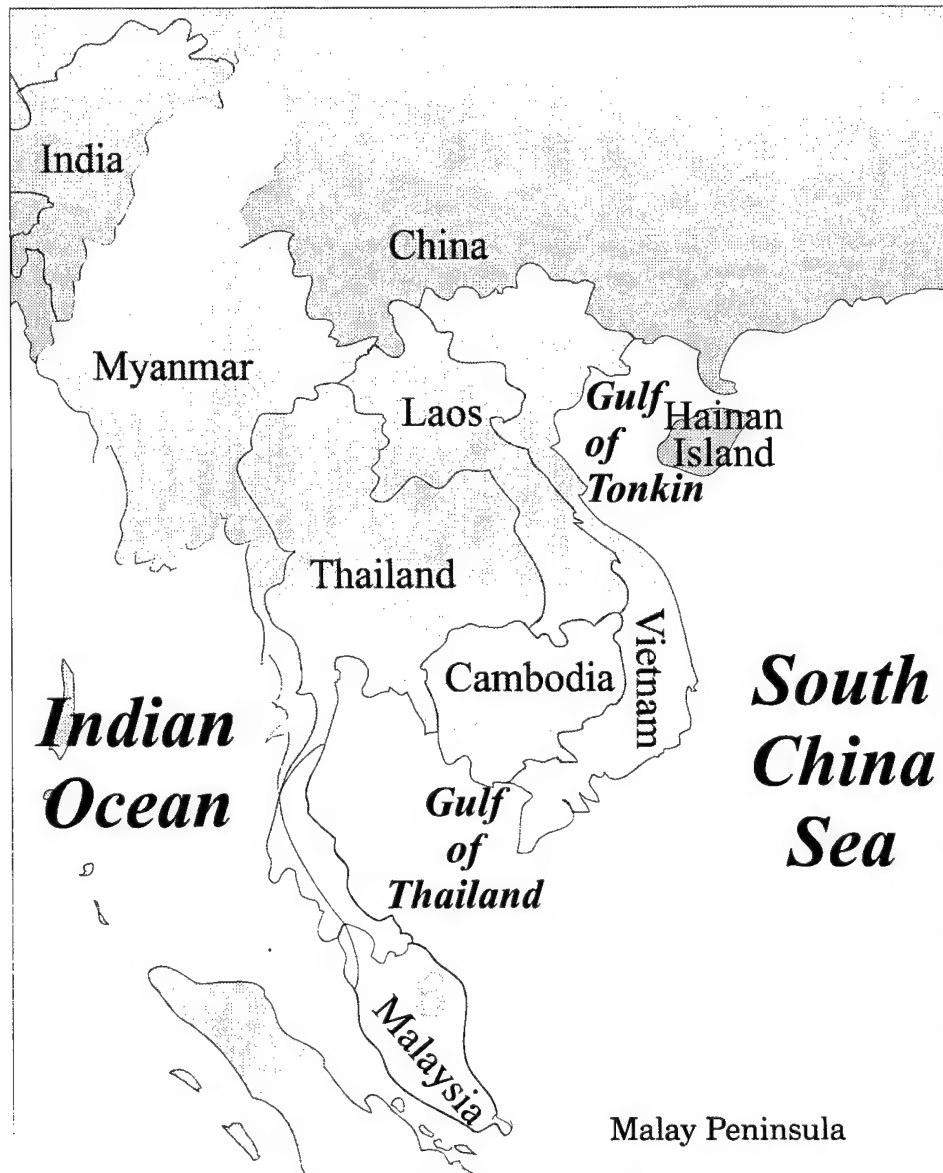 India
China
Myanmar
Laos
Gulf
of
Tonkin
Hainan
Island
Thailand
Vietnam
Cambodia
Indian
Ocean
South
China
Sea
Gulf
of
Thailand
Malaysia
Malay Peninsula